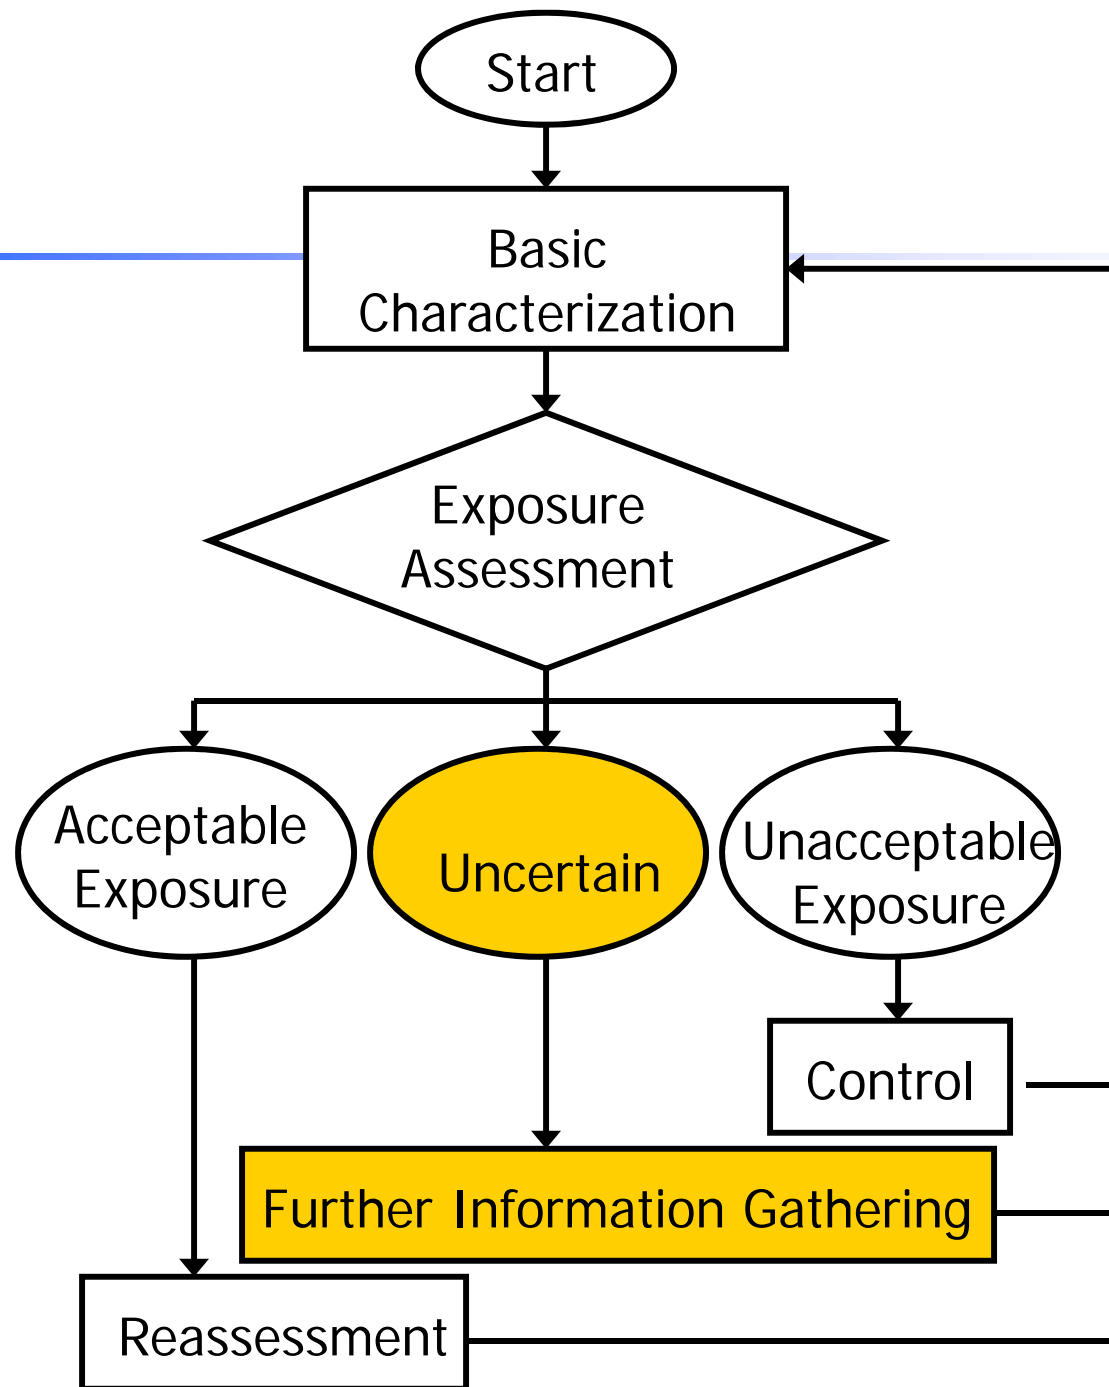 Start
Basic
Characterization
Exposure
Assessment
Acceptable
Exposure
Uncertain
Unacceptable
Exposure
Control
Further Information Gathering
Reassessment